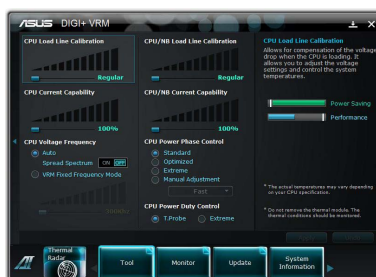 ASUS DIGI+ VRM
CPU Load Line Calibration
Regular
CPU/NB Load Line Calibration
Regular
CPU Current Capability
100%
CPU/NB Current Capability
100%
CPU Voltage Frequency
Auto
Spread Spectrum ON OFF
VRM Fixed Frequency Mode
CPU Power Phase Control
Standard
Optimized
Extreme
Manual Adjustment
Fast
CPU Power Duty Control
T.Probe Extreme
CPU Load Line Calibration
Allows for compensation of the voltage
drop when the CPU is loading. It
allows you to adjust the voltage
settings and control the system
temperatures.
Power Saving
Performance
* The actual temperatures may vary depending
on your CPU specification.
* Do not remove the thermal module. The
thermal conditions should be monitored.
Thermal
Radar
Tool
Monitor
Update
System
Information